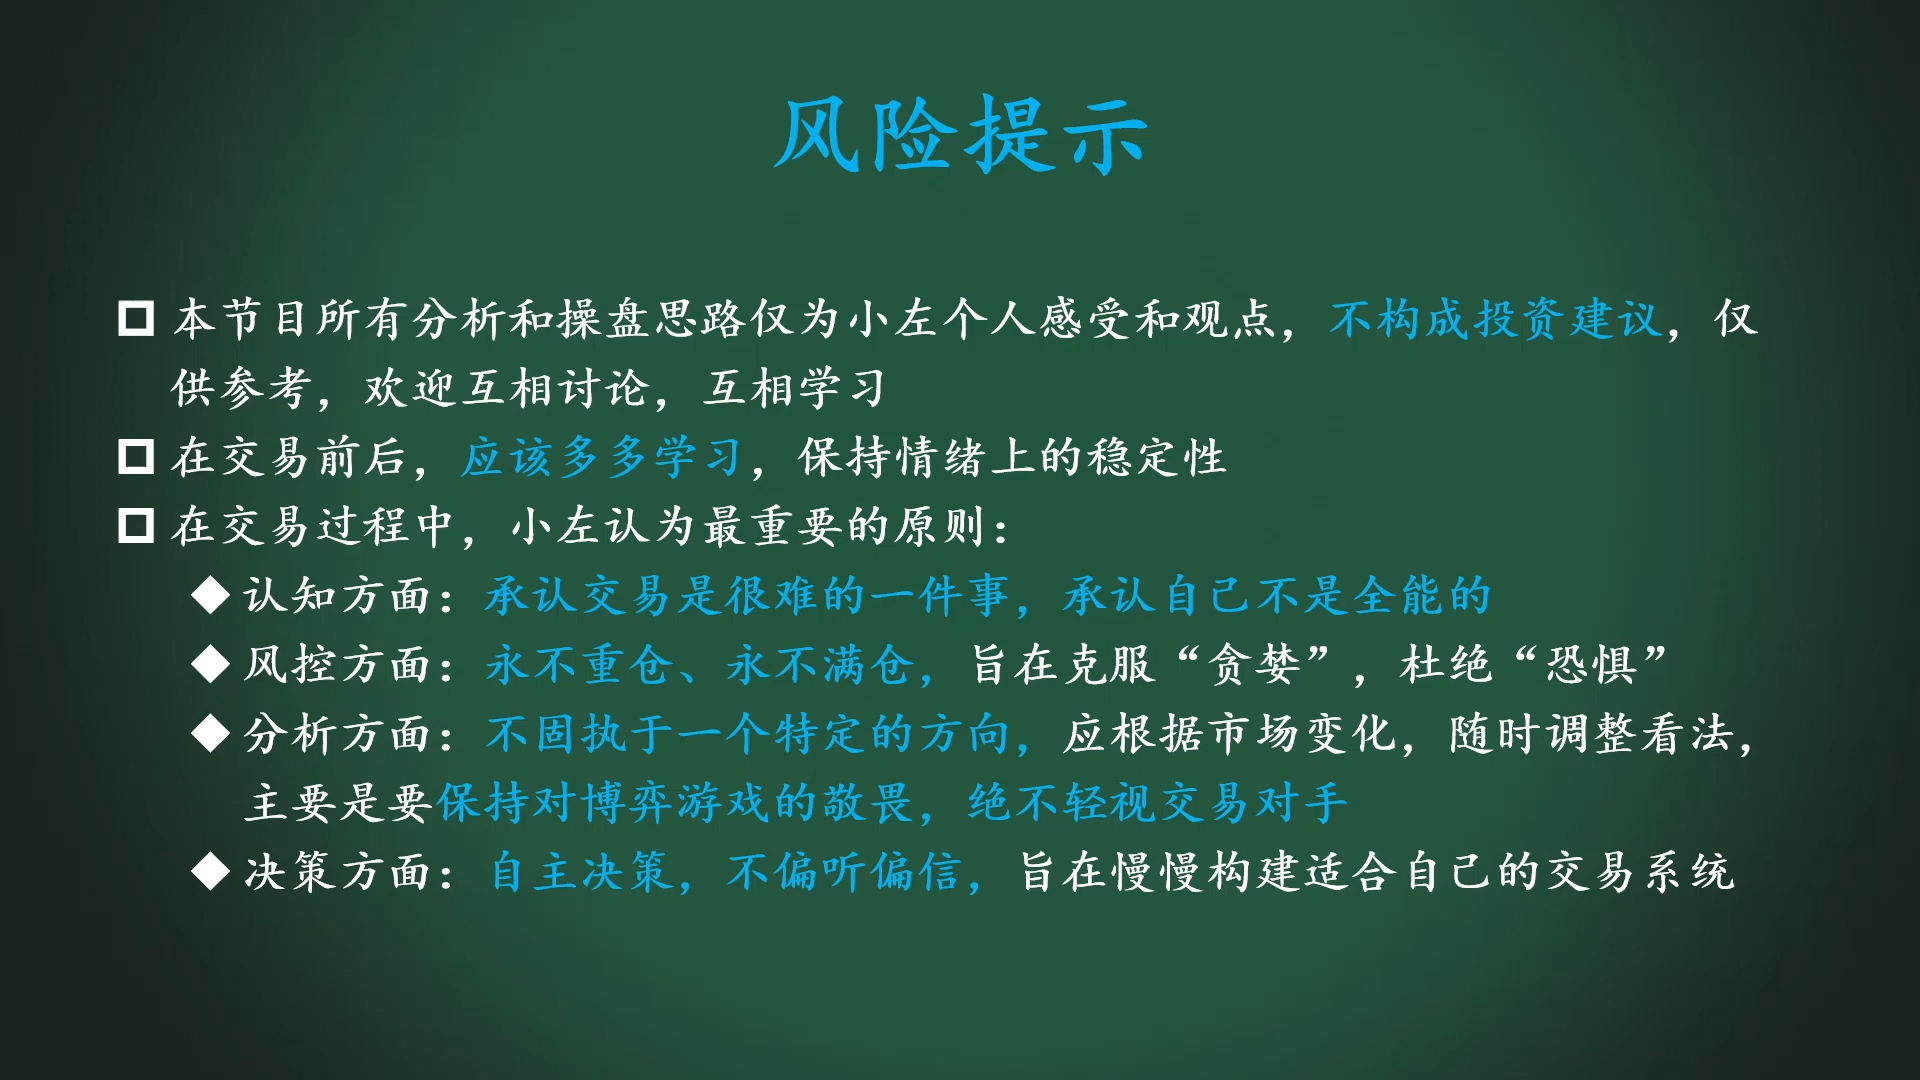 风险提示
本节目所有分析和操盘思路仅为小左个人感受和观点，不构成投资建议，仅
供参考，欢迎互相讨论，互相学习
在交易前后，应该多多学习，保持情绪上的稳定性
在交易过程中，小左认为最重要的原则：
认知方面：承认交易是很难的一件事，承认自己不是全能的
风控方面：永不重仓、永不满仓，旨在克服“贪婪”，杜绝“恐惧”
分析方面：不固执于一个特定的方向，应根据市场变化，随时调整看法，
主要是要保持对博弈游戏的敬畏，绝不轻视交易对手
决策方面：自主决策，不偏听偏信，旨在慢慢构建适合自己的交易系统